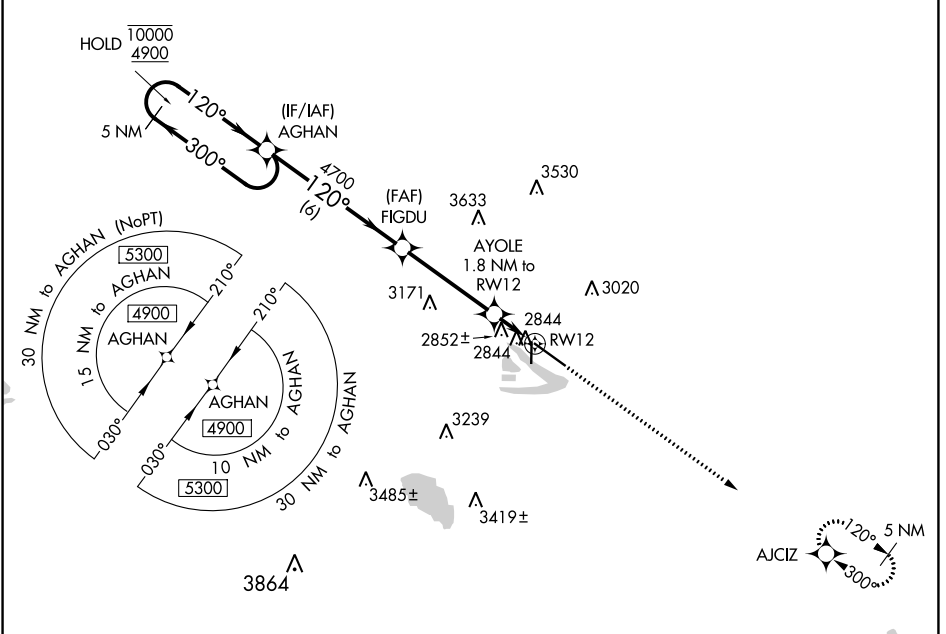 HOLD 10000
4900
120°
5 NM
300°
(IF/IAF)
AGHAN
4700
120°
(6)
(FAF)
FIGDU
3530
3633
AYOLE
1.8 NM to
RW12
3171
3020
2844
2852±
2844
RW12
30 NM to AGHAN (NoPT)
5300
15 NM to AGHAN
4900
AGHAN
210°
030°
210°
AGHAN
4900
10 NM to AGHAN
5300
30 NM to AGHAN
030°
3239
3485±
3419±
3864
AJCIZ
120°
5 NM
300°